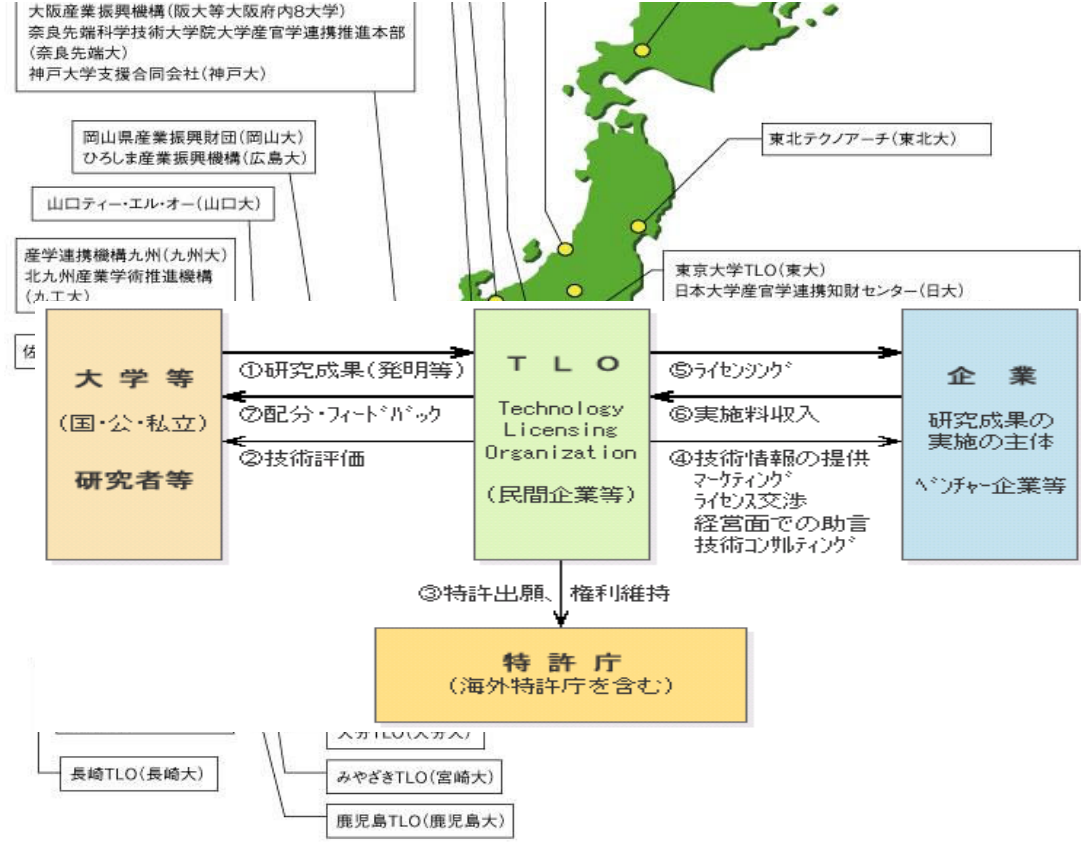 大阪産業振興機構(阪大等大阪府内8大学)
奈良先端科学技術大学院大学産官学連携推進本部
(奈良先端大)
神戸大学支援合同会社(神戸大)
岡山県産業振興財団(岡山大)
ひろしま産業振興機構(広島大)
東北テクノアーチ(東北大)
山口ティー・エル・オー(山口大)
産学連携機構九州(九州大)
北九州産業学術推進機構
(九工大)
東京大学TLO(東大)
日本大学産官学連携知財センター(日大)
佐
大学等
(国・公・私立)
研究者等
①研究成果(発明等)
⑦配分・フィードバック
②技術評価
TLO
Technology
Licensing
Organization
(民間企業等)
⑤ライセンシング
⑥実施料収入
④技術情報の提供
マーケティング
ライセンス交渉
経営面での助言
技術コンサルティング
企業
研究成果の
実施の主体
ベンチャー企業等
③特許出願、権利維持
特許庁
(海外特許庁を含む)
大分TLO(大分大)
長崎TLO(長崎大)
みやざきTLO(宮崎大)
鹿児島TLO(鹿児島大)